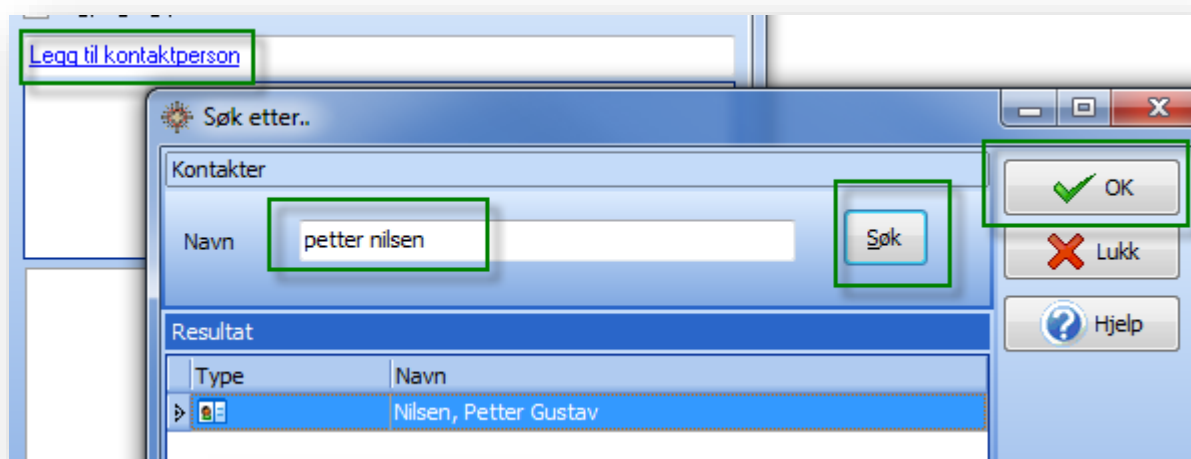 Legg til kontaktperson
Søk etter..
Kontakter
OK
Navn
petter nilsen
Søk
Lukk
Hjelp
Resultat
Type
Navn
Nilsen, Petter Gustav